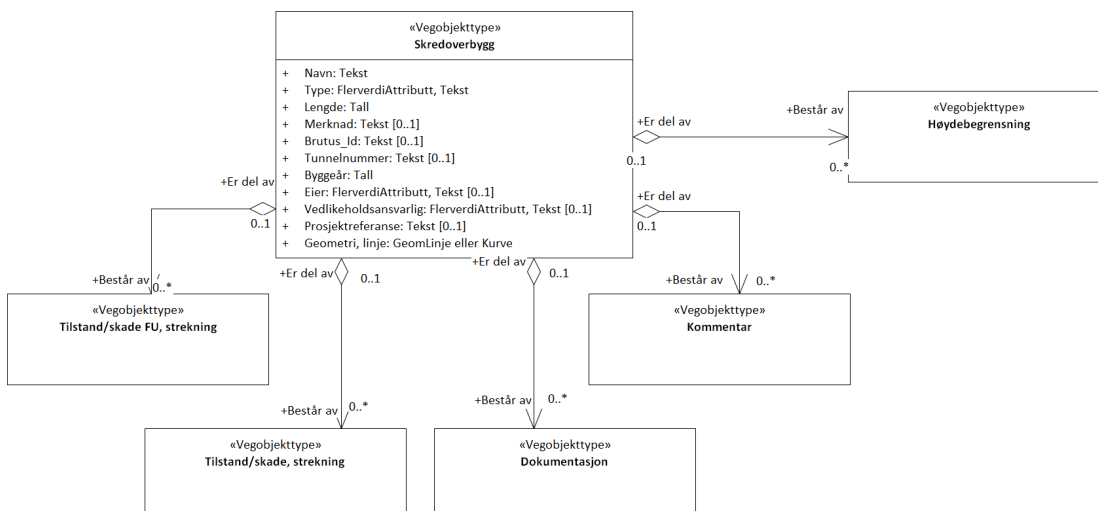 «Vegobjekttype»
Skredoverbygg
+ Navn: Tekst
+ Type: FlerverdiAttributt, Tekst
+ Lengde: Tall
+ Merknad: Tekst [0..1]
+ Brutus_Id: Tekst [0..1]
+ Tunnelnummer: Tekst [0..1]
+ Byggeår: Tall
+ Eier: FlerverdiAttributt, Tekst [0..1]
+ Vedlikeholdsansvarlig: FlerverdiAttributt, Tekst [0..1]
+ Prosjektreferanse: Tekst [0..1]
+ Geometri, linje: GeomLinje eller Kurve
+Er del av
0..1
+Består av
0..*
«Vegobjekttype»
Høydebegrensning
+Er del av
0..1
+Består av
0..*
«Vegobjekttype»
Kommentar
+Er del av
0..1
+Består av
0..*
«Vegobjekttype»
Tilstand/skade FU, strekning
+Er del av
0..1
+Består av
0..*
«Vegobjekttype»
Tilstand/skade, strekning
+Er del av
0..1
+Består av
0..*
«Vegobjekttype»
Dokumentasjon